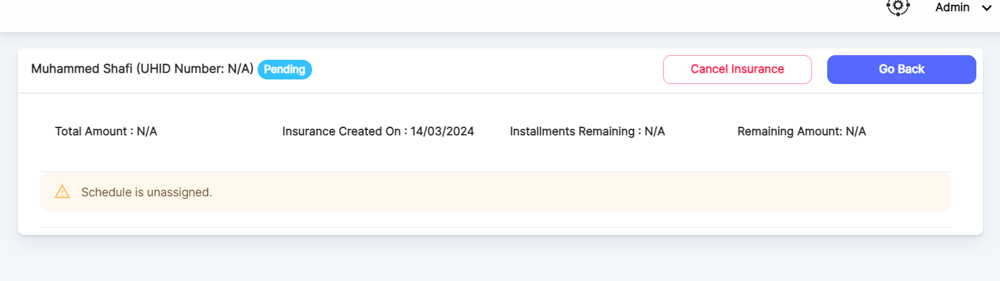 Admin
Muhammed Shafi (UHID Number: N/A) Pending
Cancel Insurance
Go Back
Total Amount : N/A
Insurance Created On : 14/03/2024
Installments Remaining : N/A
Remaining Amount: N/A
Schedule is unassigned.